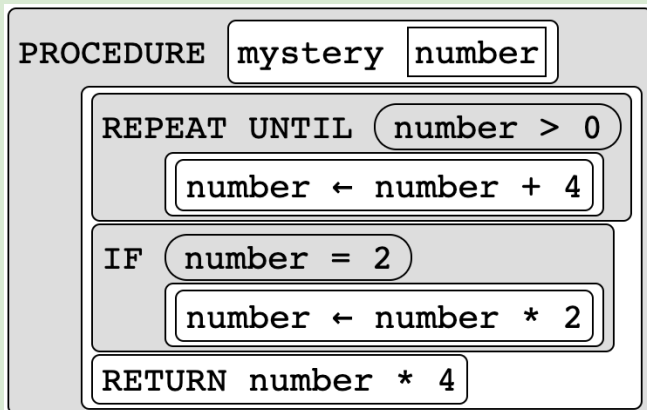 PROCEDURE mystery number
REPEAT UNTIL number > 0
number ← number + 4
IF number = 2
number ← number * 2
RETURN number * 4